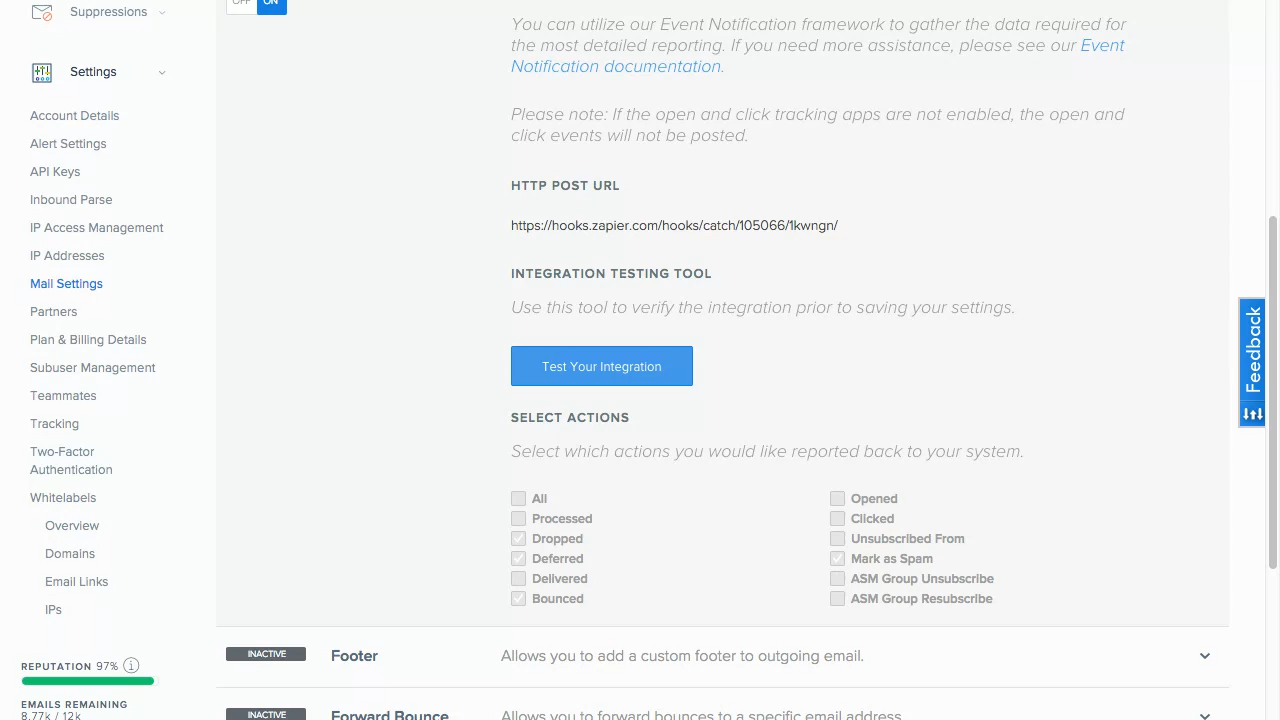 Suppressions
Settings
Account Details
Alert Settings
API Keys
Inbound Parse
IP Access Management
IP Addresses
Mail Settings
Partners
Plan & Billing Details
Subuser Management
Teammates
Tracking
Two-Factor
Authentication
Whitelabels
Overview
Domains
Email Links
IPs
REPUTATION 97%
EMAILS REMAINING
8.77k / 12k
OFF ON
You can utilize our Event Notification framework to gather the data required for
the most detailed reporting. If you need more assistance, please see our Event
Notification documentation.
Please note: If the open and click tracking apps are not enabled, the open and
click events will not be posted.
HTTP POST URL
https://hooks.zapier.com/hooks/catch/105066/1kwngn/
INTEGRATION TESTING TOOL
Use this tool to verify the integration prior to saving your settings.
Test Your Integration
SELECT ACTIONS
Select which actions you would like reported back to your system.
All
Processed
Dropped
Deferred
Delivered
Bounced
Opened
Clicked
Unsubscribed From
Mark as Spam
ASM Group Unsubscribe
ASM Group Resubscribe
INACTIVE Footer Allows you to add a custom footer to outgoing email.
INACTIVE Forward Bounce Allows you to forward bounces to a specific email address.
Feedback